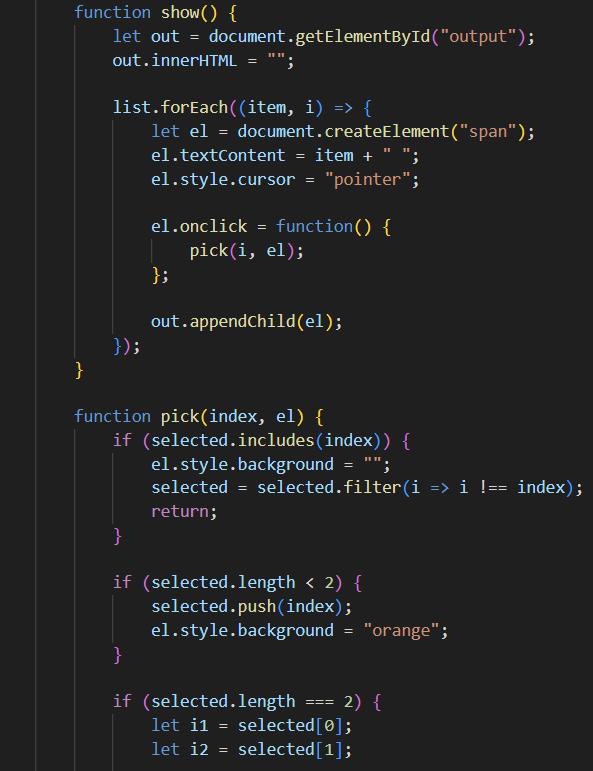 function show() {
let out = document.getElementById("output");
out.innerHTML = "";
list.forEach((item, i) => {
let el = document.createElement("span");
el.textContent = item + " ";
el.style.cursor = "pointer";
el.onclick = function() {
pick(i, el);
};
out.appendChild(el);
});
}
function pick(index, el) {
if (selected.includes(index)) {
el.style.background = "";
selected = selected.filter(i => i !== index);
return;
}
if (selected.length < 2) {
selected.push(index);
el.style.background = "orange";
}
if (selected.length === 2) {
let i1 = selected[0];
let i2 = selected[1];